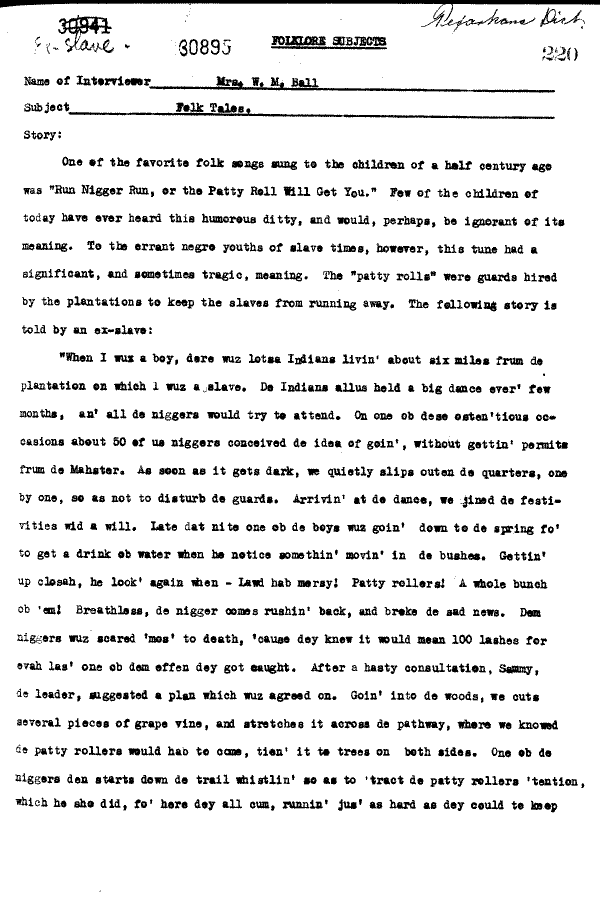 30941
Ex-Slave.
30895
FOLKLORE SUBJECTS
Texarkana Dist.
220
Name of Interviewer Mrs. W. M. Ball
Subject Folk Tales.
Story:
One of the favorite folk songs sung to the children of a half century ago
was "Run Nigger Run, or the Patty Roll Will Get You." Few of the children of
today have ever heard this humorous ditty, and would, perhaps, be ignorant of its
meaning. To the errant negro youths of slave times, however, this tune had a
significant, and sometimes tragic, meaning. The "patty rolls" were guards hired
by the plantations to keep the slaves from running away. The following story is
told by an ex-slave:
"When I wux a boy, dere wuz lotsa Indians livin' about six miles frum de
plantation on which I wuz a slave. De Indians allus held a big dance ever' few
months, an' all de niggers would try to attend. On one ob dese osten'tious oc-
casions about 50 of us niggers conceived de idea of goin', without gettin' permits
frum de Mahster. As soon as it gets dark, we quietly slips outen de quarters, one
by one, so as not to disturb de guards. Arrivin' at de dance, we jined de festi-
vities wid a will. Late dat nite one ob de boys wuz goin' down to de spring fo'
to get a drink ob water when he notice somethin' movin' in de bushes. Gettin'
up closah, he look' again when - Lawd hab mersy! Patty rollers! A whole bunch
ob 'em! Breathless, de nigger comes rushin' back, and broke de sad news. Dem
niggers wuz scared 'mos' to death, 'cause dey knew it would mean 100 lashes for
evah las' one ob dem effen dey got caught. After a hasty consultation, Sammy,
de leader, suggested a plan which wuz agreed on. Goin' into de woods, we cuts
several pieces of grape vine, and stretches it across de pathway, where we knowed
de patty rollers would hab to come, tien' it to trees on both sides. One ob de
niggers den starts down de trail whistlin' so as to 'tract de patty rollers 'tention,
which he sho did, fo' here dey all cum, runnin' jus' as hard as dey could to keep